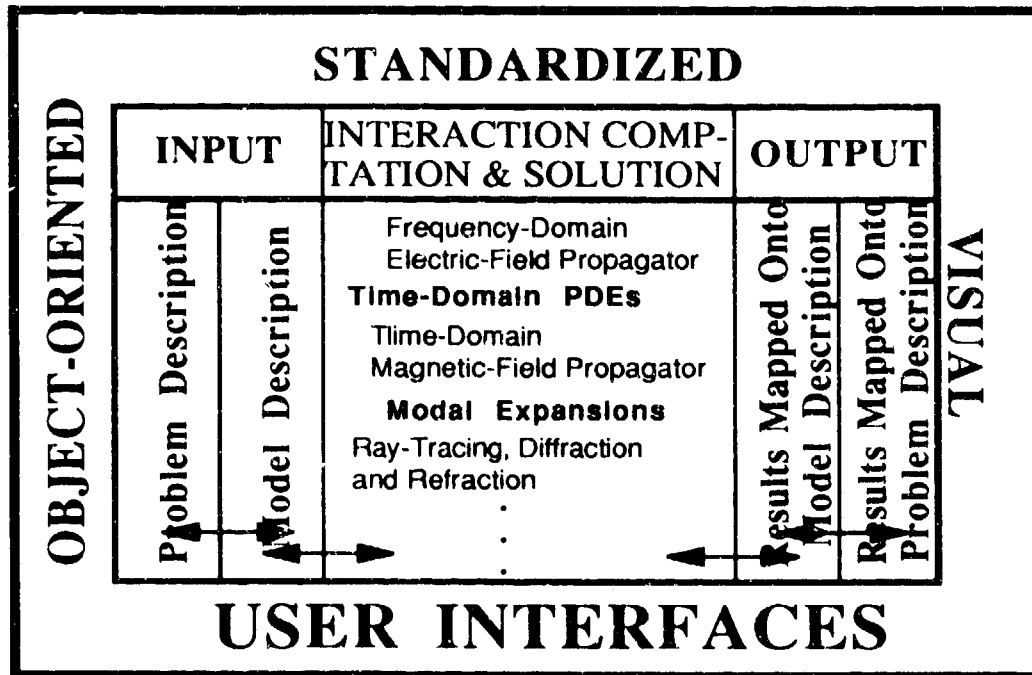 STANDARDIZED
OBJECT-ORIENTED
INPUT
INTERACTION COMP-
TATION & SOLUTION
OUTPUT
Problem Description
Model Description
Frequency-Domain
Electric-Field Propagator
Time-Domain PDEs
Tlime-Domain
Magnetic-Field Propagator
Modal Expansions
Ray-Tracing, Diffraction
and Refraction
.
.
.
Results Mapped Onto
Model Description
Results Mapped Onto
Problem Description
VISUAL
USER INTERFACES